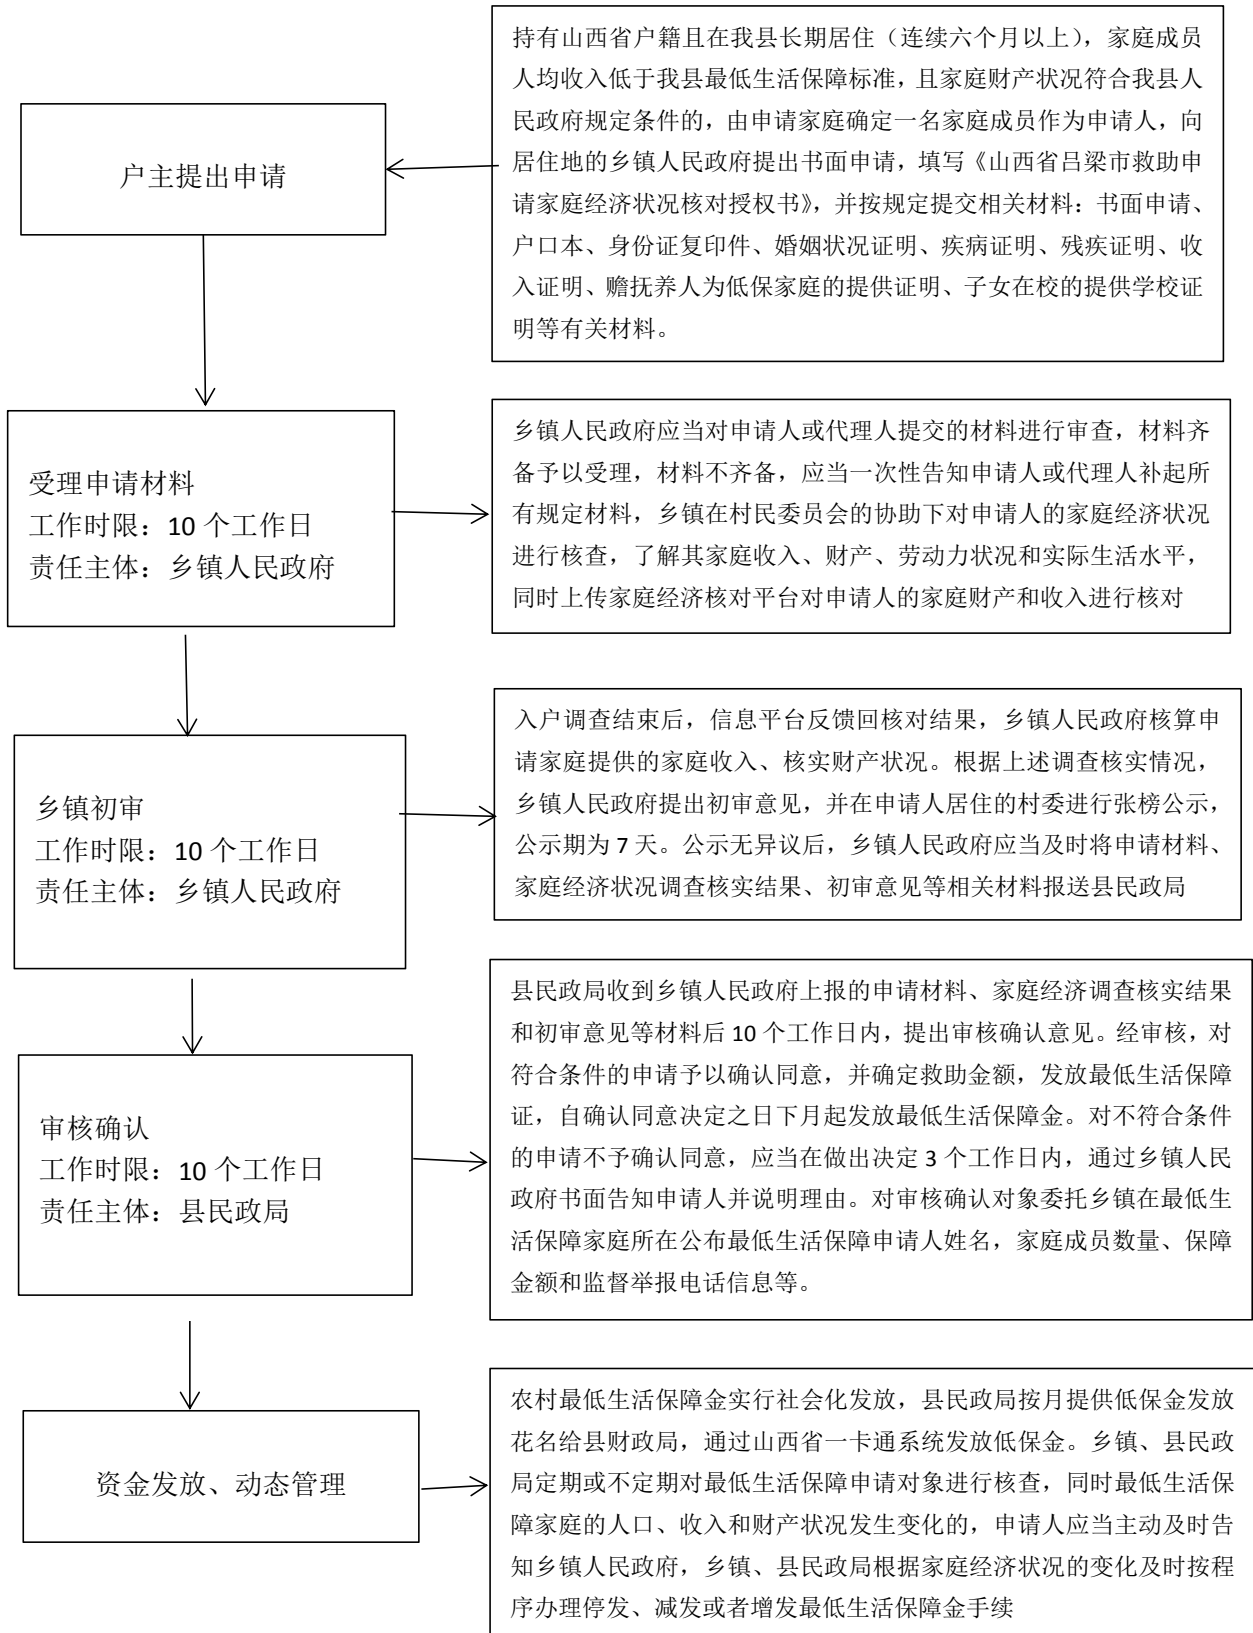 户主提出申请
持有山西省户籍且在我县长期居住（连续六个月以上），家庭成员
人均收入低于我县最低生活保障标准，且家庭财产状况符合我县人
民政府规定条件的，由申请家庭确定一名家庭成员作为申请人，向
居住地的乡镇人民政府提出书面申请，填写《山西省吕梁市救助申
请家庭经济状况核对授权书》，并按规定提交相关材料：书面申请、
户口本、身份证复印件、婚姻状况证明、疾病证明、残疾证明、收
入证明、赡抚养人为低保家庭的提供证明、子女在校的提供学校证
明等有关材料。
受理申请材料
工作时限：10 个工作日
责任主体：乡镇人民政府
乡镇人民政府应当对申请人或代理人提交的材料进行审查，材料齐
备予以受理，材料不齐备，应当一次性告知申请人或代理人补起所
有规定材料，乡镇在村民委员会的协助下对申请人的家庭经济状况
进行核查，了解其家庭收入、财产、劳动力状况和实际生活水平，
同时上传家庭经济核对平台对申请人的家庭财产和收入进行核对
乡镇初审
工作时限：10 个工作日
责任主体：乡镇人民政府
入户调查结束后，信息平台反馈回核对结果，乡镇人民政府核算申
请家庭提供的家庭收入、核实财产状况。根据上述调查核实情况，
乡镇人民政府提出初审意见，并在申请人居住的村委进行张榜公示，
公示期为 7 天。公示无异议后，乡镇人民政府应当及时将申请材料、
家庭经济状况调查核实结果、初审意见等相关材料报送县民政局
审核确认
工作时限：10 个工作日
责任主体：县民政局
县民政局收到乡镇人民政府上报的申请材料、家庭经济调查核实结果
和初审意见等材料后 10 个工作日内，提出审核确认意见。经审核，对
符合条件的申请予以确认同意，并确定救助金额，发放最低生活保障
证，自确认同意决定之日下月起发放最低生活保障金。对不符合条件
的申请不予确认同意，应当在做出决定 3 个工作日内，通过乡镇人民
政府书面告知申请人并说明理由。对审核确认对象委托乡镇在最低生
活保障家庭所在公布最低生活保障申请人姓名，家庭成员数量、保障
金额和监督举报电话信息等。
资金发放、动态管理
农村最低生活保障金实行社会化发放，县民政局按月提供低保金发放
花名给县财政局，通过山西省一卡通系统发放低保金。乡镇、县民政
局定期或不定期对最低生活保障申请对象进行核查，同时最低生活保
障家庭的人口、收入和财产状况发生变化的，申请人应当主动及时告
知乡镇人民政府，乡镇、县民政局根据家庭经济状况的变化及时按程
序办理停发、减发或者增发最低生活保障金手续